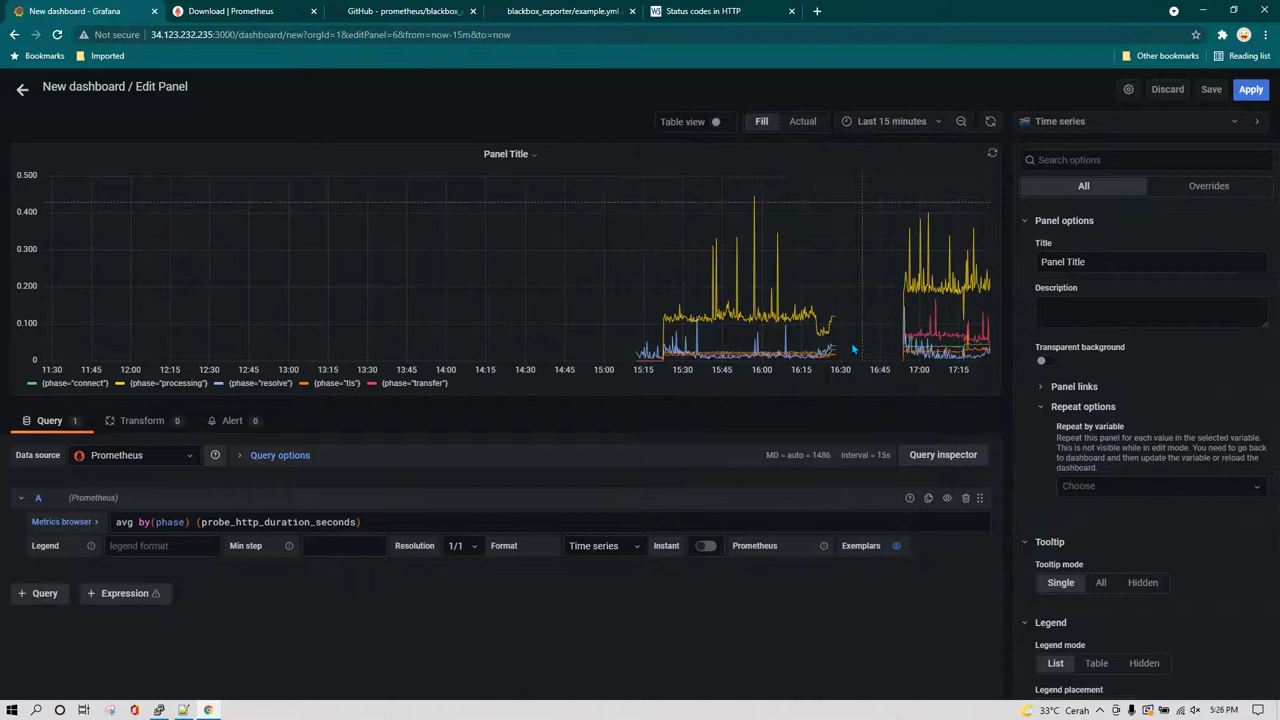 New dashboard - Grafana
Download | Prometheus
GitHub - prometheus/blackbox_
blackbox_exporter/example.yml
Status codes in HTTP
Not secure
34.123.232.235:3000/dashboard/new?orgId=1&editPanel=6&from=now-15m&to=now
Bookmarks
Imported
Other bookmarks
Reading list
New dashboard / Edit Panel
Discard
Save
Apply
Table view
Fill
Actual
Last 15 minutes
Time series
Panel Title
Search options
All
Overrides
0.500
0.400
0.300
0.200
0.100
0
11:30 11:45 12:00 12:15 12:30 12:45 13:00 13:15 13:30 13:45 14:00 14:15 14:30 14:45 15:00 15:15 15:30 15:45 16:00 16:15 16:30 16:45 17:00 17:15
{phase="connect"} {phase="processing"} {phase="resolve"} {phase="tls"} {phase="transfer"}
Panel options
Title
Panel Title
Description
Transparent background
Panel links
Repeat options
Repeat by variable
Repeat this panel for each value in the selected variable.
This is not visible while in edit mode. You need to go
back to dashboard and then update the variable or reload the
dashboard.
Choose
Query 1
Transform 0
Alert 0
Data source
Prometheus
Query options
MD = auto = 1486 Interval = 15s
Query inspector
A (Prometheus)
Metrics browser >
avg by(phase) (probe_http_duration_seconds)
Legend
legend format
Min step
Resolution
1/1
Format
Time series
Instant
Prometheus
Exemplars
+ Query
+ Expression
Tooltip
Tooltip mode
Single
All
Hidden
Legend
Legend mode
List
Table
Hidden
Legend placement
33°C Cerah
5:26 PM